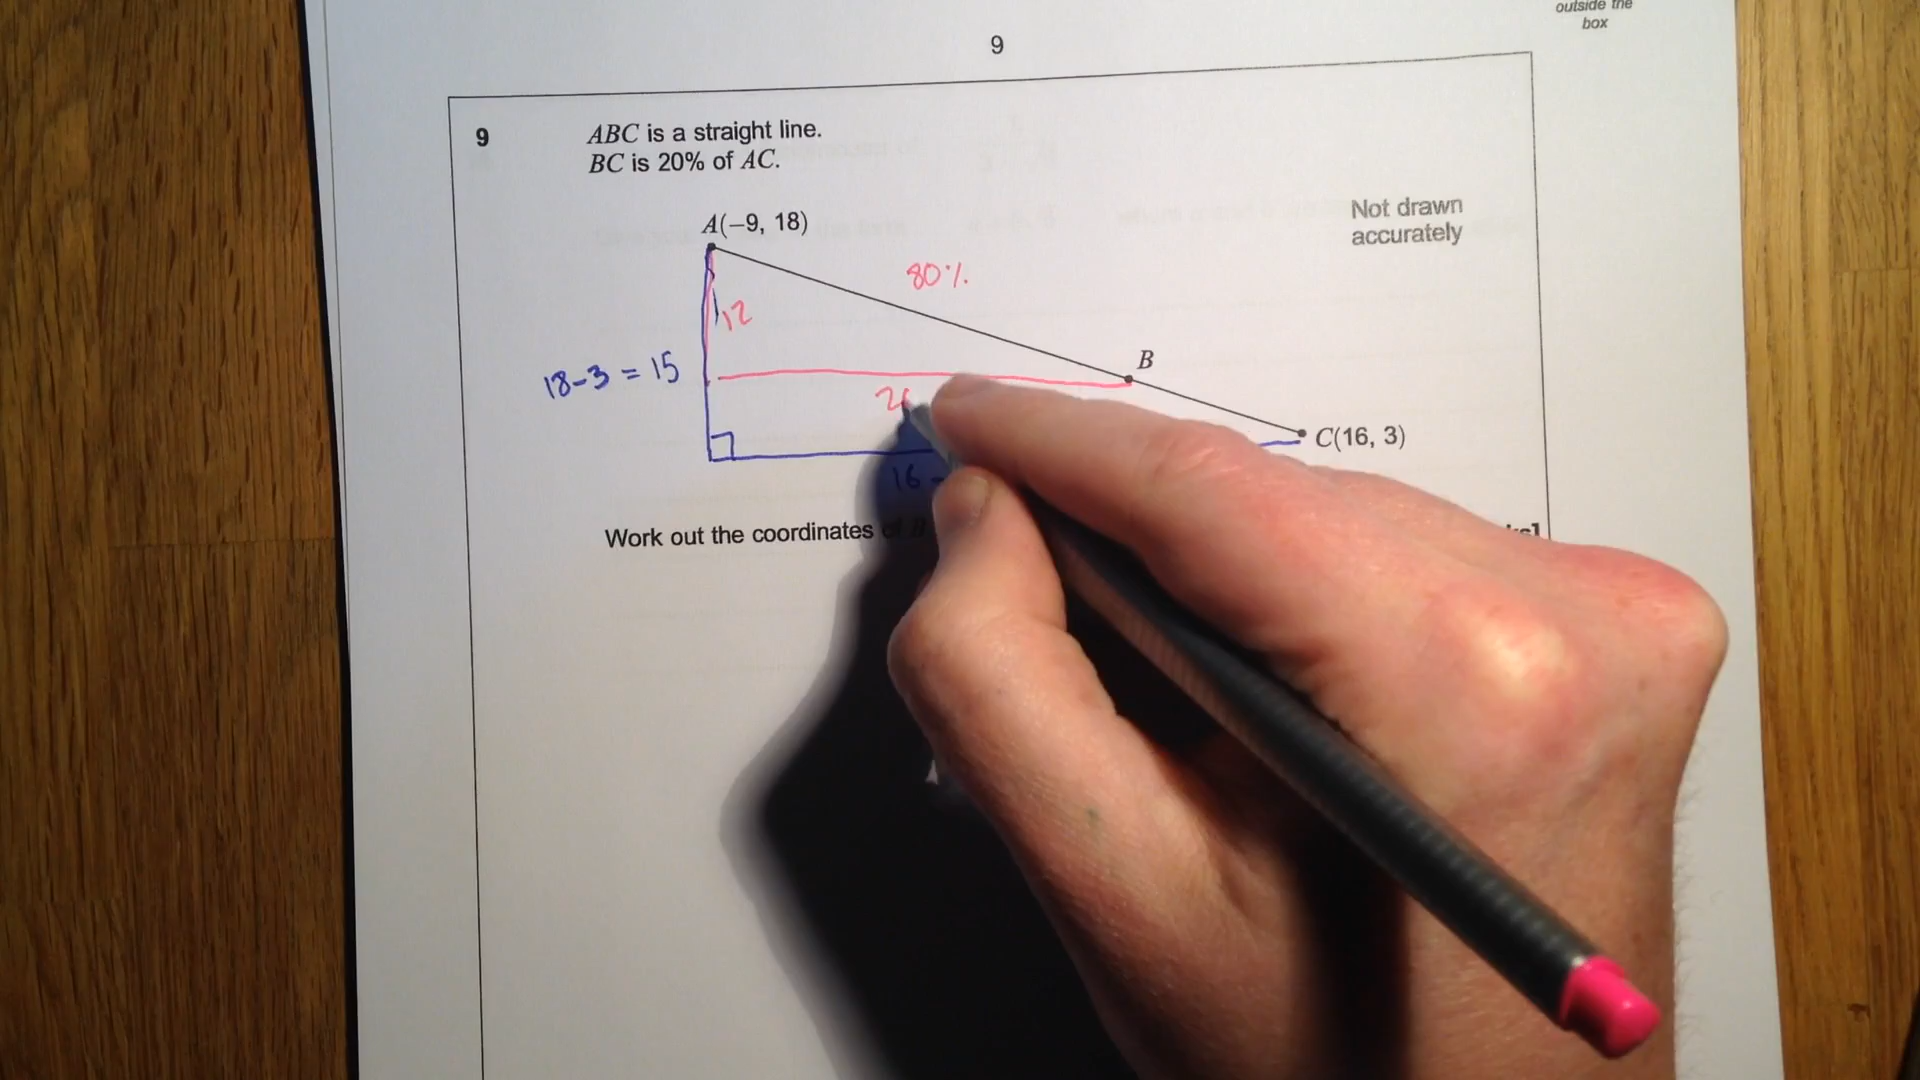 outside the
box
9
9
ABC is a straight line.
BC is 20% of AC.
Not drawn
accurately
A(−9, 18)
80%
12
B
18-3 = 15
C(16, 3)
16 -
Work out the coordinates of B